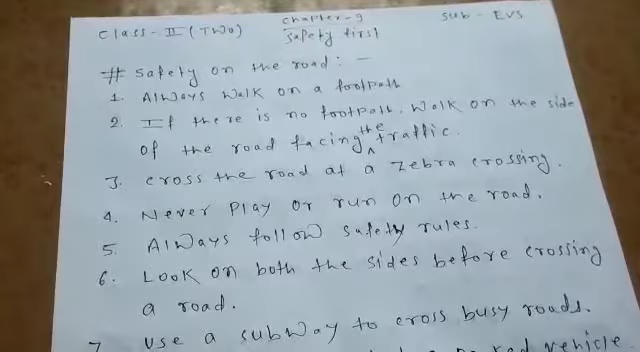 Class - II (Two) chapter-9 Sub - EVS
Safety first
# Safety on the road: -
1. Always walk on a footpath
2. If there is no footpath. Walk on the side
of the road facing the traffic.
3. cross the road at a zebra crossing.
4. Never play or run on the road.
5. Always follow safety rules.
6. Look on both the sides before crossing
a road.
7 use a subway to cross busy roads.
vehicle